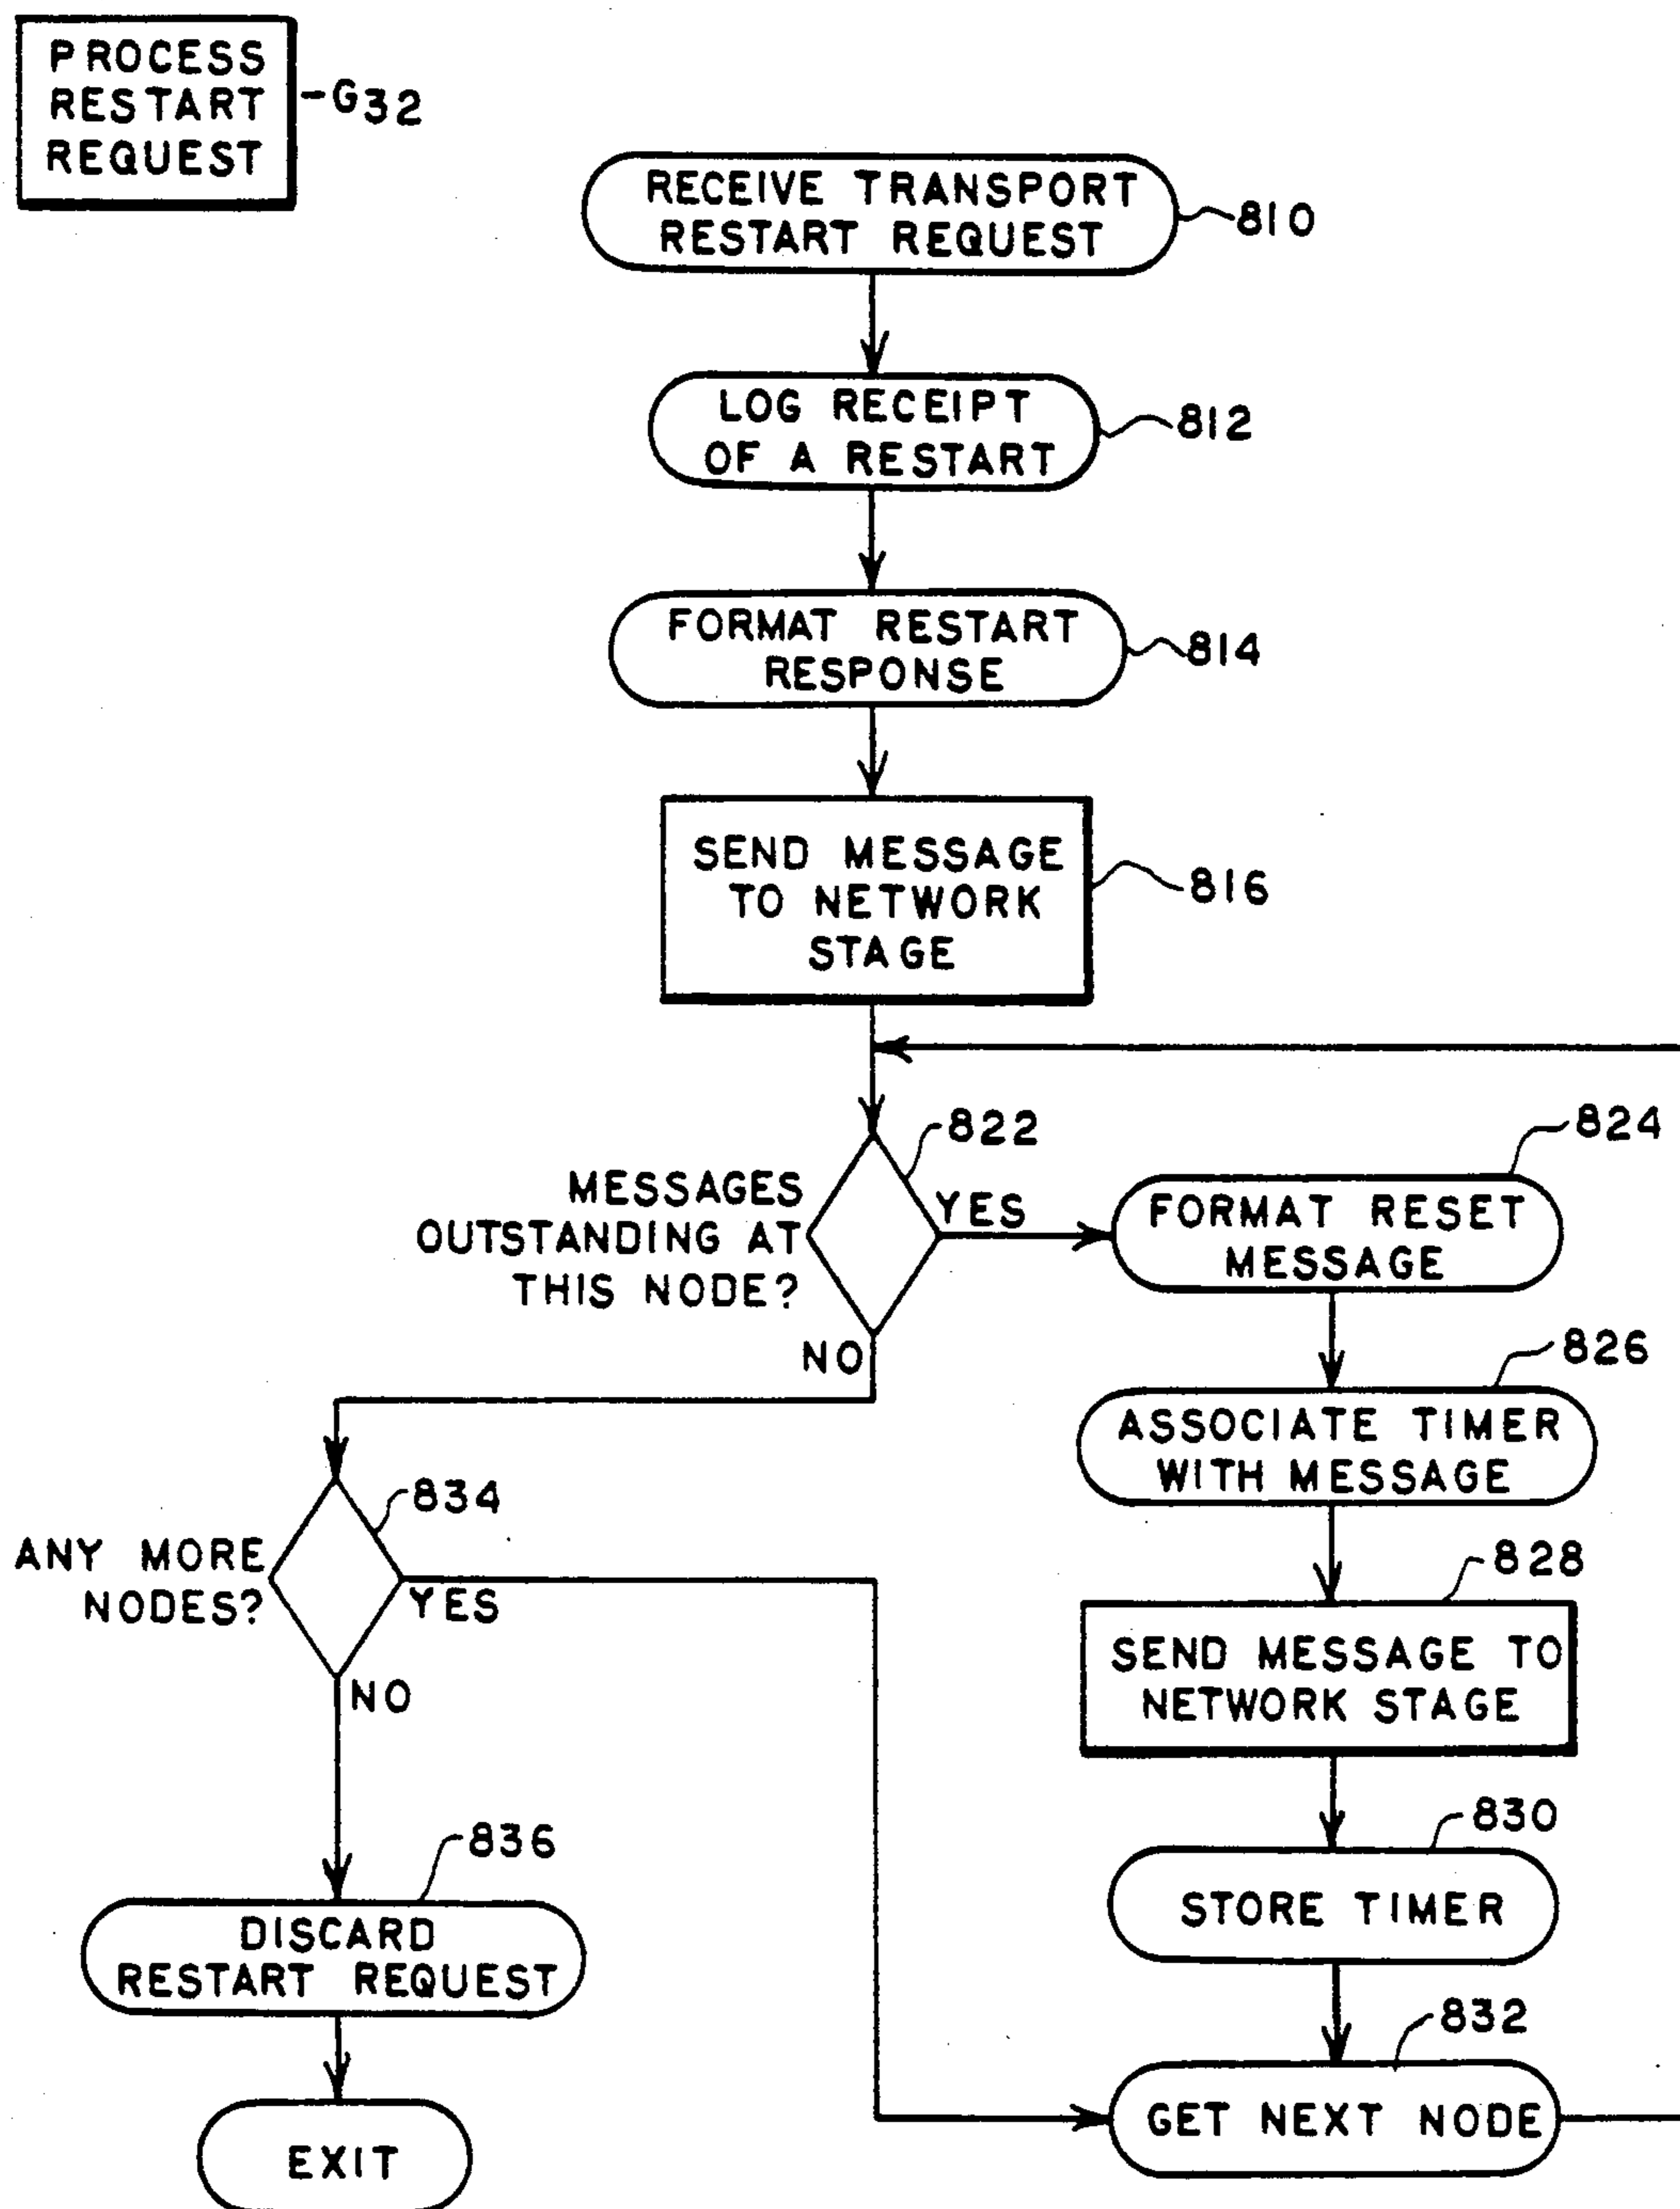 PROCESS
RESTART
REQUEST
G32
RECEIVE TRANSPORT
RESTART REQUEST
810
LOG RECEIPT
OF A RESTART
812
FORMAT RESTART
RESPONSE
814
SEND MESSAGE
TO NETWORK
STAGE
816
822
MESSAGES
OUTSTANDING AT
THIS NODE?
YES
NO
824
FORMAT RESET
MESSAGE
826
ASSOCIATE TIMER
WITH MESSAGE
828
SEND MESSAGE TO
NETWORK STAGE
830
STORE TIMER
832
GET NEXT NODE
834
ANY MORE
NODES?
YES
NO
836
DISCARD
RESTART REQUEST
EXIT